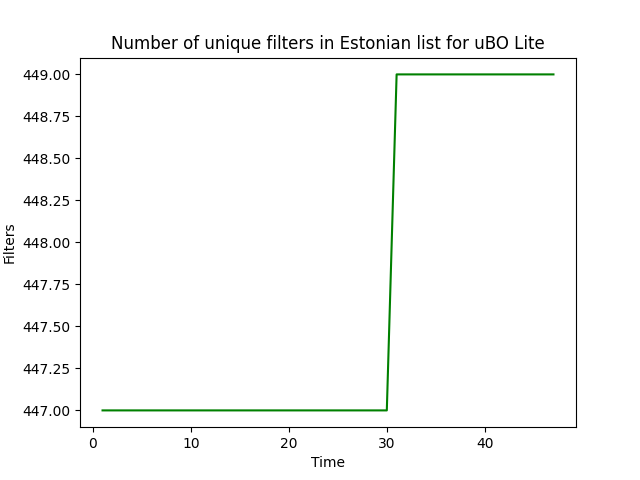 Number of unique filters in Estonian list for uBO Lite
449.00
448.75
448.50
448.25
448.00
447.75
447.50
447.25
447.00
Filters
0 10 20 30 40
Time